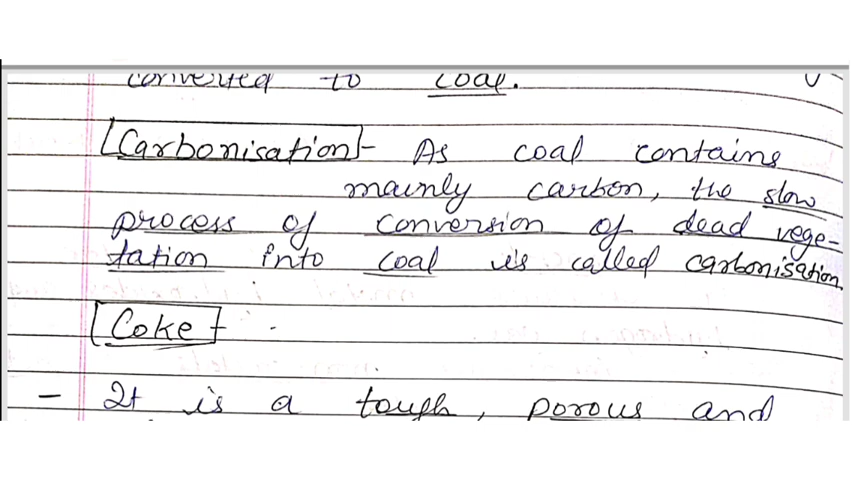 converted to coal.
Carbonisation - As coal contains
mainly carbon, the slow
process of conversion of dead vege-
tation into coal is called carbonisation.
Coke -
- It is a tough, porous and